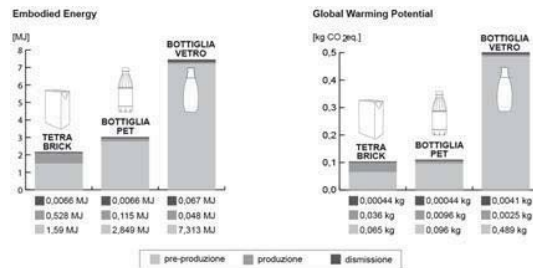 Embodied Energy
[MJ]
8
7
6
5
4
3
2
1
0
TETRA
BRICK
BOTTIGLIA
PET
BOTTIGLIA
VETRO
0,0066 MJ 0,0066 MJ 0,067 MJ
0,528 MJ 0,115 MJ 0,048 MJ
1,59 MJ 2,849 MJ 7,313 MJ
Global Warming Potential
[kg CO2eq.]
0,5
0,4
0,3
0,2
0,1
0,0
TETRA
BRICK
BOTTIGLIA
PET
BOTTIGLIA
VETRO
0,00044 kg 0,00044 kg 0,0041 kg
0,036 kg 0,0096 kg 0,0025 kg
0,065 kg 0,096 kg 0,489 kg
pre-produzione produzione dismissione